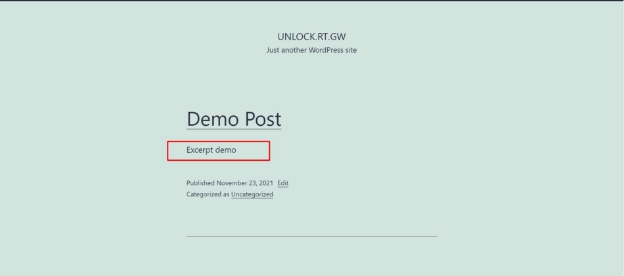 UNLOCK.RT.GW
Just another WordPress site
Demo Post
Excerpt demo
Published November 23, 2021 Edit
Categorized as Uncategorized